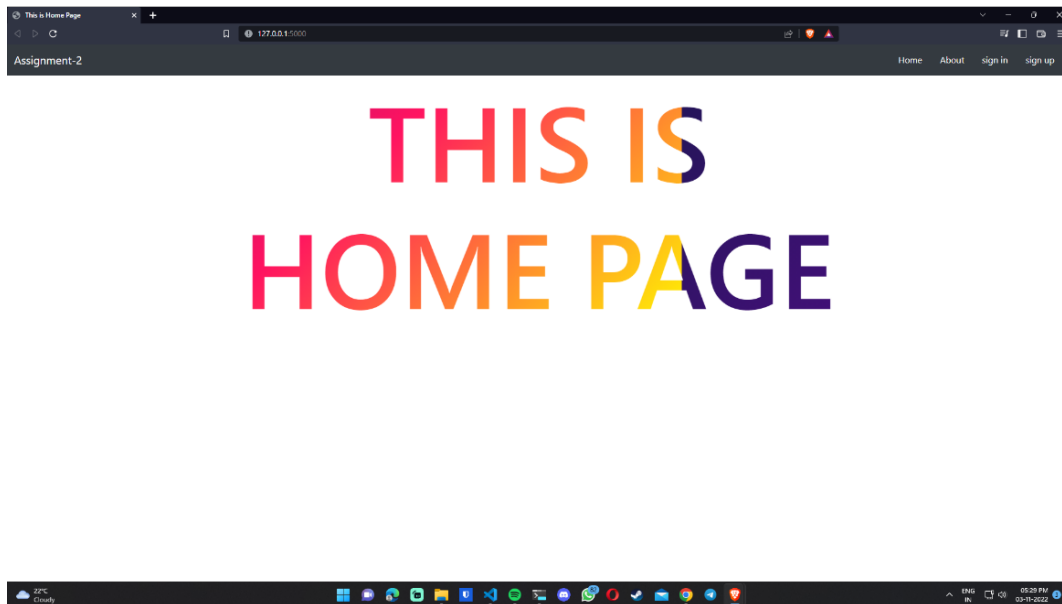 This is Home Page
127.0.0.1:5000
Assignment-2
Home About sign in sign up
THIS IS
HOME PAGE
22°C
Cloudy
ENG
IN
05:29 PM
03-11-2022